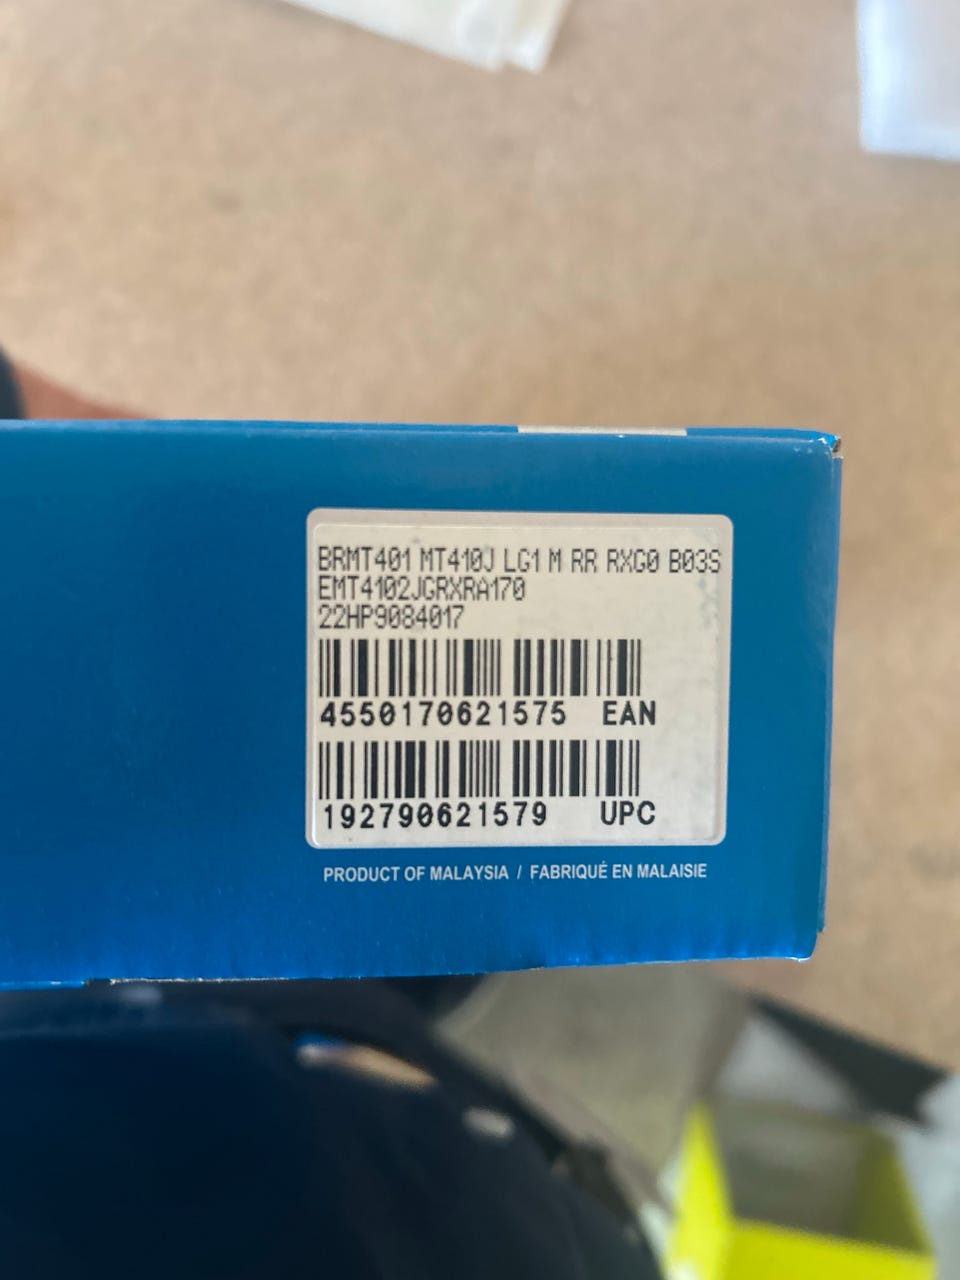 BRMT401 MT410J LG1 M RR RXG0 B03S
EMT4102JGRXRA170
22HP9084017
4550170621575 EAN
192790621579 UPC
PRODUCT OF MALAYSIA / FABRIQUÉ EN MALAISIE